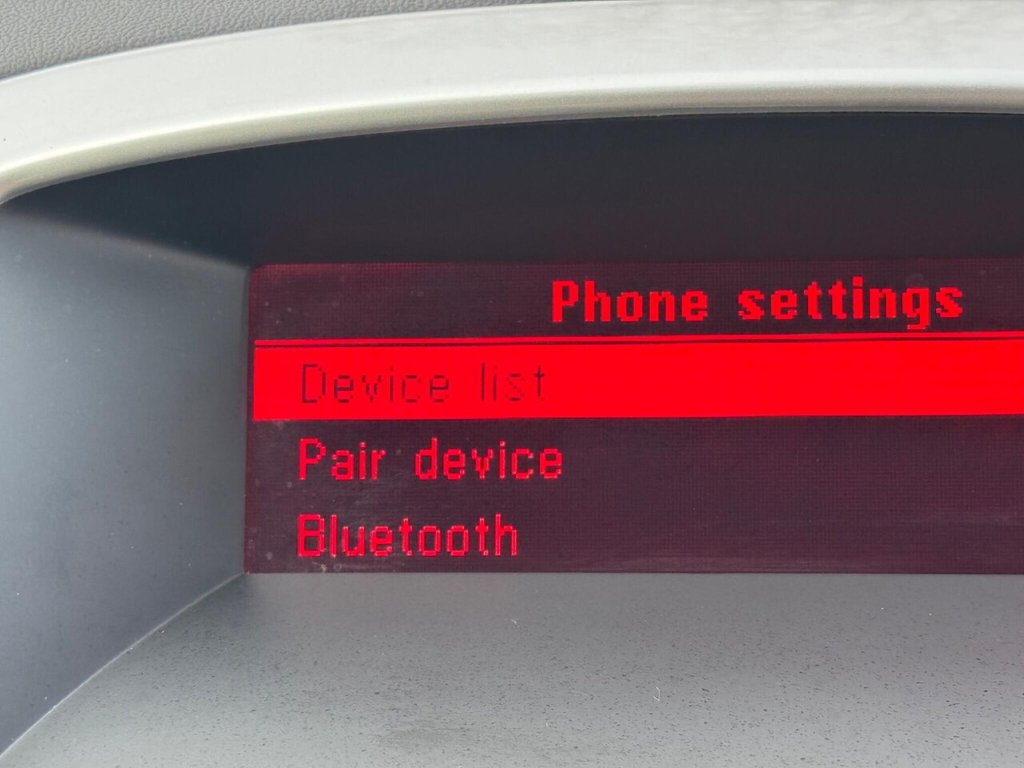 Phone settings
Device list
Pair device
Bluetooth